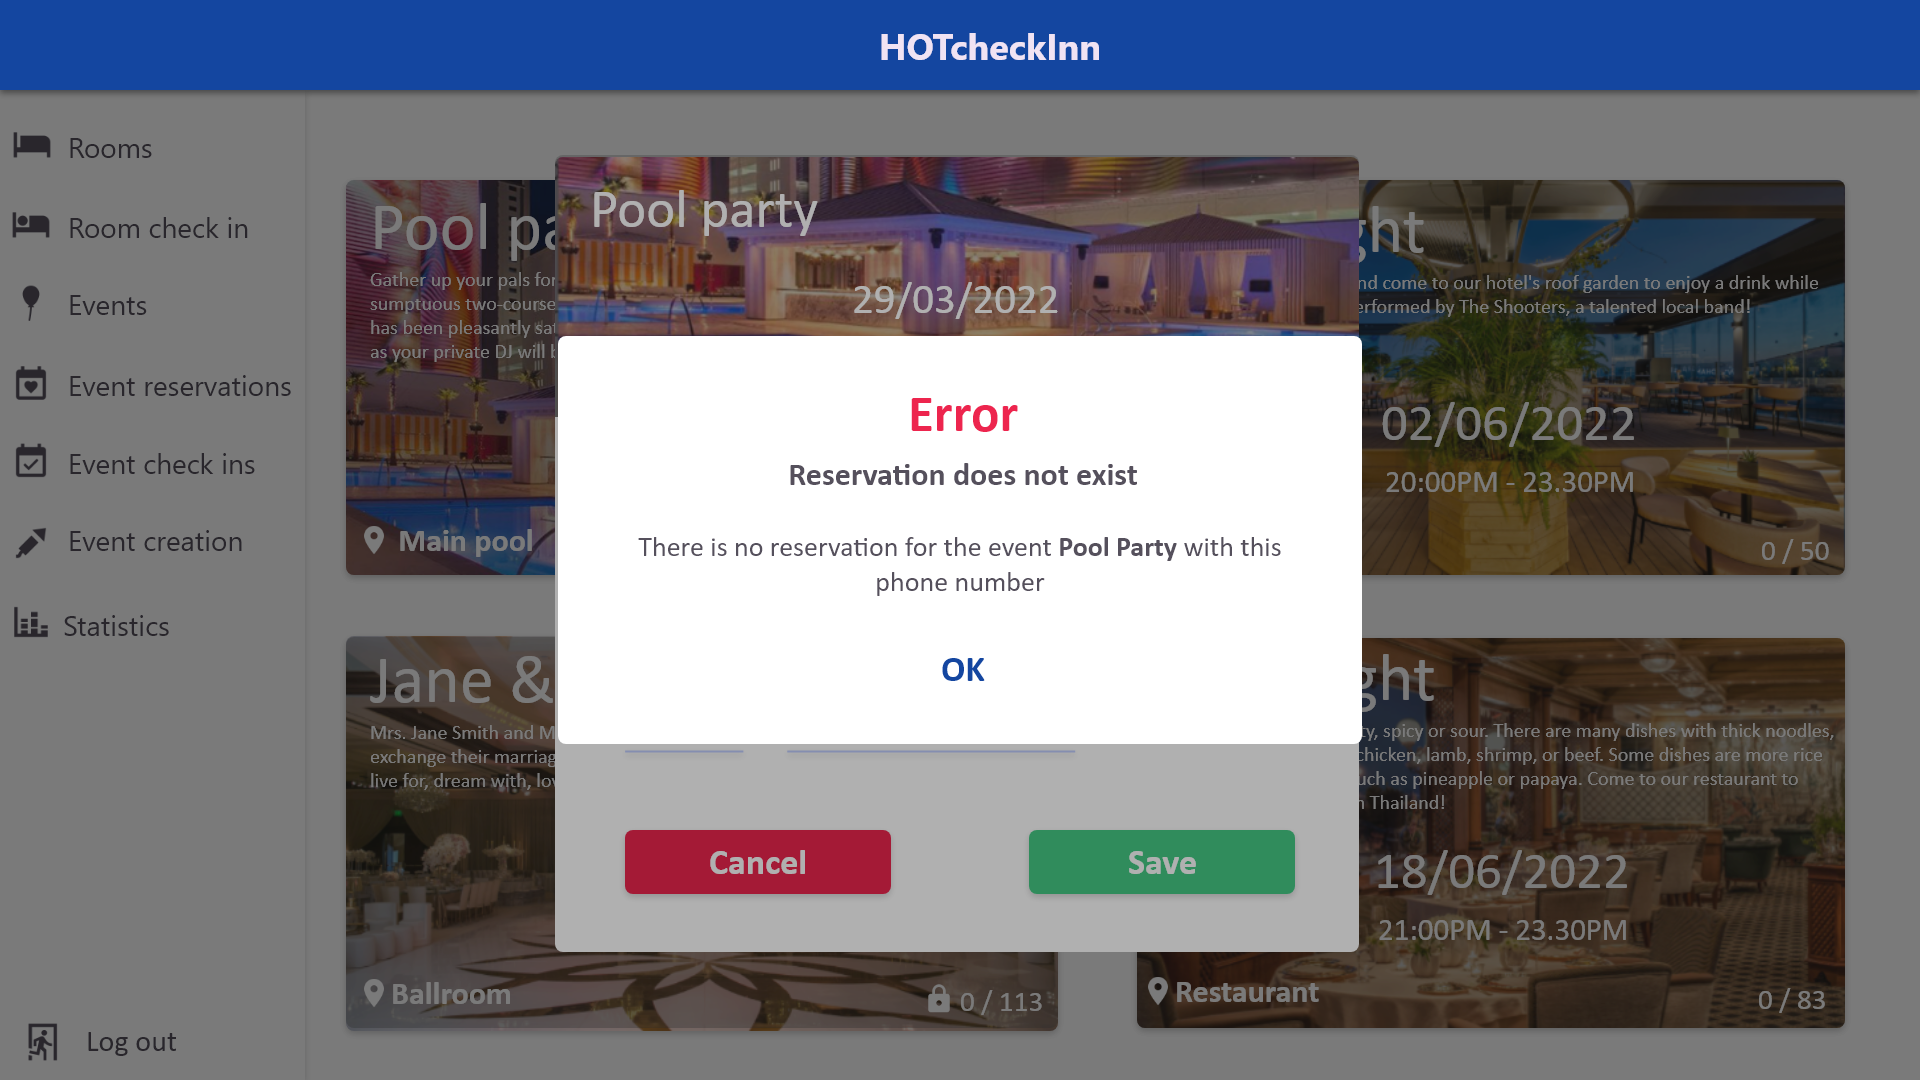 HOTcheckInn
Rooms
Room check in
Events
Event reservations
Event check ins
Event creation
Statistics
Log out
Pool pa
Gather up your pals for
sumptuous two-course
has been pleasantly sat
as your private DJ will b
Main pool
Pool party
29/03/2022
ght
nd come to our hotel's roof garden to enjoy a drink while
erformed by The Shooters, a talented local band!
02/06/2022
20:00PM - 23.30PM
0 / 50
Error
Reservation does not exist
There is no reservation for the event Pool Party with this
phone number
OK
Cancel
Save
Jane &
Mrs. Jane Smith and M
exchange their marriag
live for, dream with, lov
Ballroom
0 / 113
ght
ty, spicy or sour. There are many dishes with thick noodles,
chicken, lamb, shrimp, or beef. Some dishes are more rice
uch as pineapple or papaya. Come to our restaurant to
n Thailand!
18/06/2022
21:00PM - 23.30PM
Restaurant
0 / 83